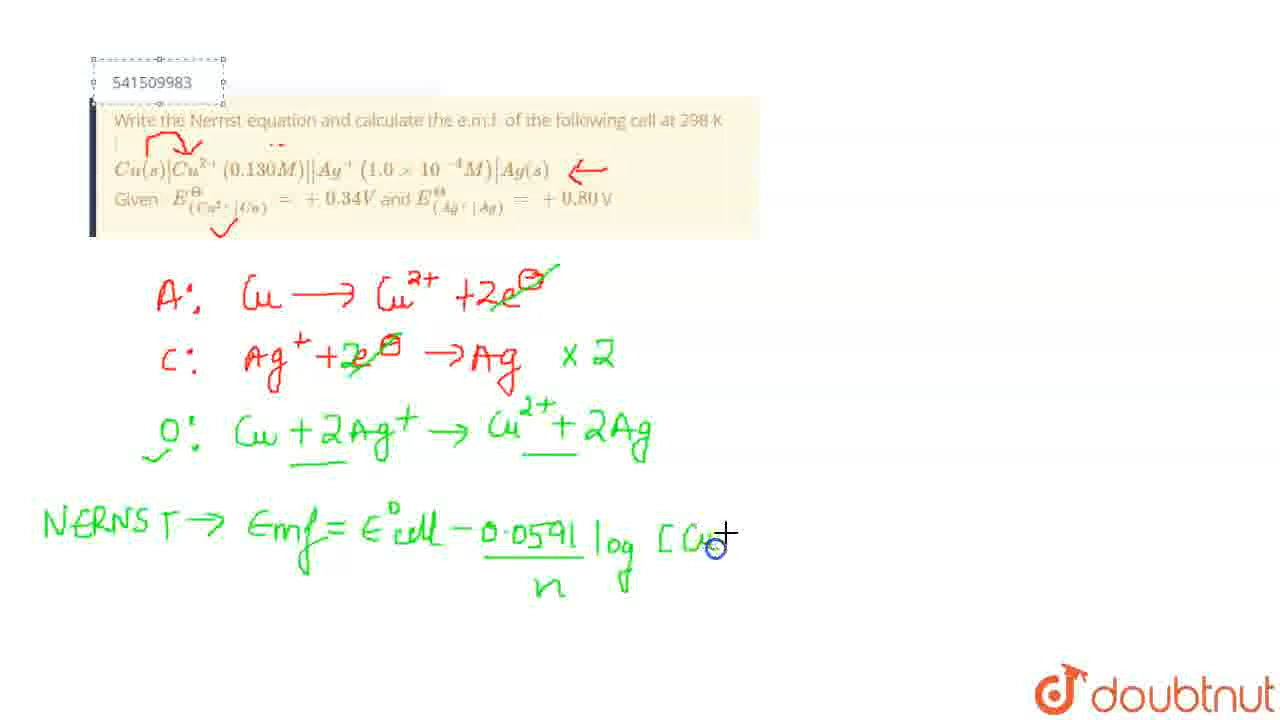 541509983
Write the Nernst equation and calculate the e.m.f. of the following cell at 298 K
Cu(s)|Cu²⁺ (0.130M)||Ag⁺ (1.0 × 10⁻⁴M)|Ag(s)
Given E⊖(Cu²⁺|Cu) = +0.34V and E⊖(Ag⁺|Ag) = +0.80 V
A: Cu → Cu²⁺ + 2e⊖
C: Ag⁺ + 2e⊖ → Ag × 2
O: Cu + 2Ag⁺ → Cu²⁺ + 2Ag
NERNST → Emf = E⁰cell − 0.0591/n log [Cu
doubtnut